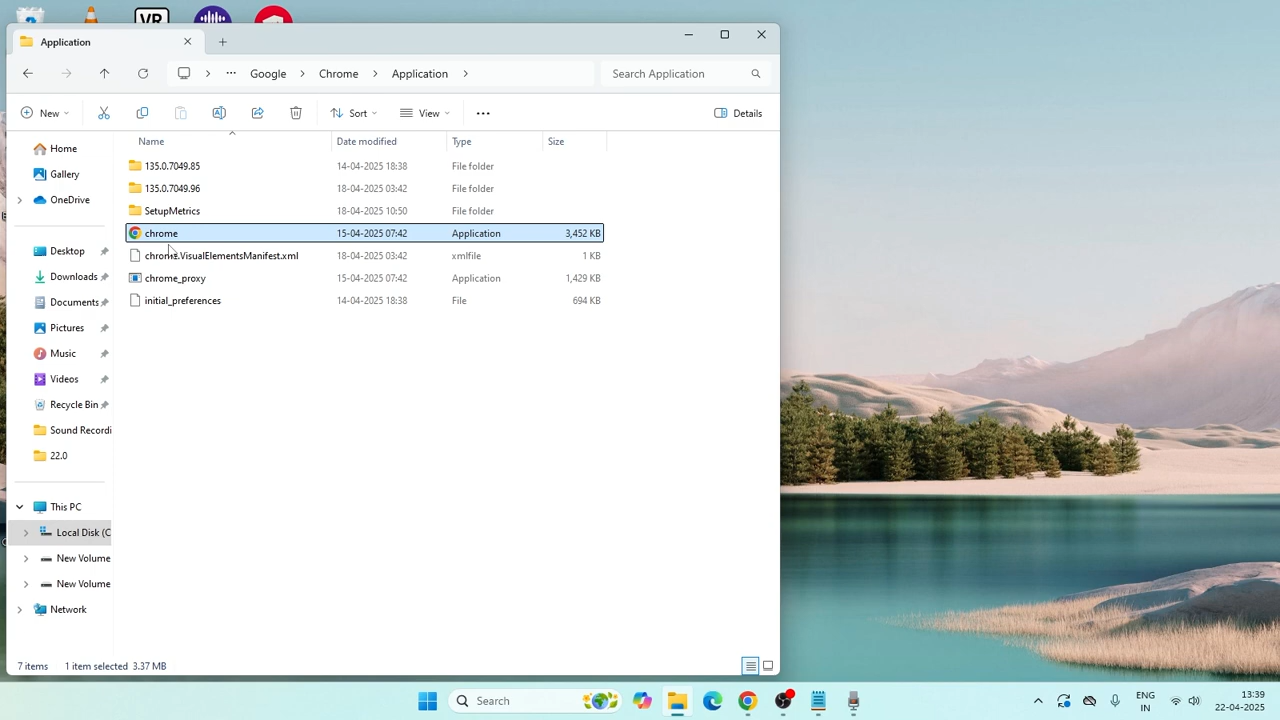 VR
Application
Google > Chrome > Application >
Search Application
New
Sort
View
Details
Name Date modified Type Size
Home
Gallery
OneDrive
Desktop
Downloads
Documents
Pictures
Music
Videos
Recycle Bin
Sound Recordi
22.0
This PC
Local Disk (C
New Volume
New Volume
Network
135.0.7049.85 14-04-2025 18:38 File folder
135.0.7049.96 18-04-2025 03:42 File folder
SetupMetrics 18-04-2025 10:50 File folder
chrome 15-04-2025 07:42 Application 3,452 KB
chrome.VisualElementsManifest.xml 18-04-2025 03:42 xmlfile 1 KB
chrome_proxy 15-04-2025 07:42 Application 1,429 KB
initial_preferences 14-04-2025 18:38 File 694 KB
7 items 1 item selected 3.37 MB
Search
ENG
IN
13:39
22-04-2025